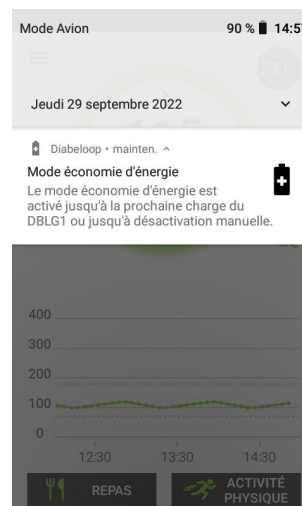 Mode Avion 90 % 14:57
ZEN
Jeudi 29 septembre 2022
Diabeloop • mainten.
Mode économie d'énergie
Le mode économie d'énergie est
activé jusqu'à la prochaine charge du
DBLG1 ou jusqu'à désactivation manuelle.
400
300
200
100
0
12:30 13:30 14:30
REPAS
ACTIVITÉ
PHYSIQUE